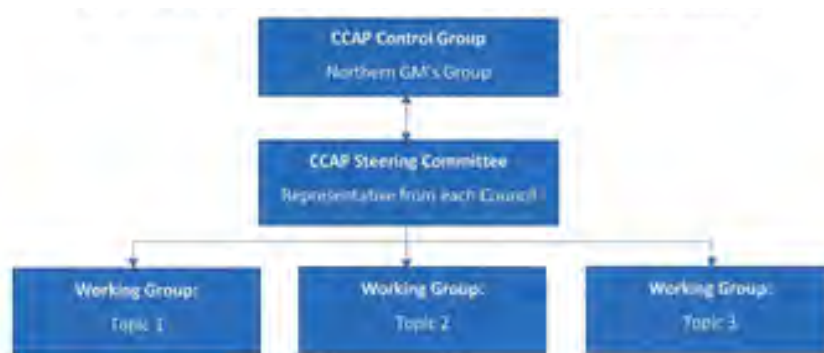 CCAP Control Group
Northern GM's Group
CCAP Steering Committee
Representative from each Council
Working Group:
Topic 1
Working Group:
Topic 2
Working Group:
Topic 3